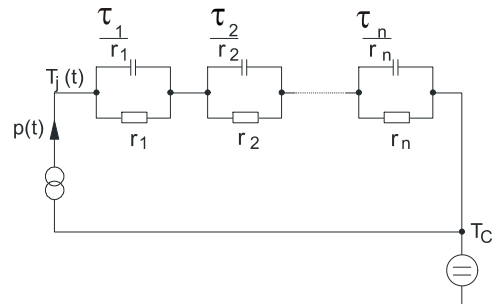 τ1 τ2 τn
r1 r2 rn
Tj (t)
r1 r2 rn
p(t)
TC